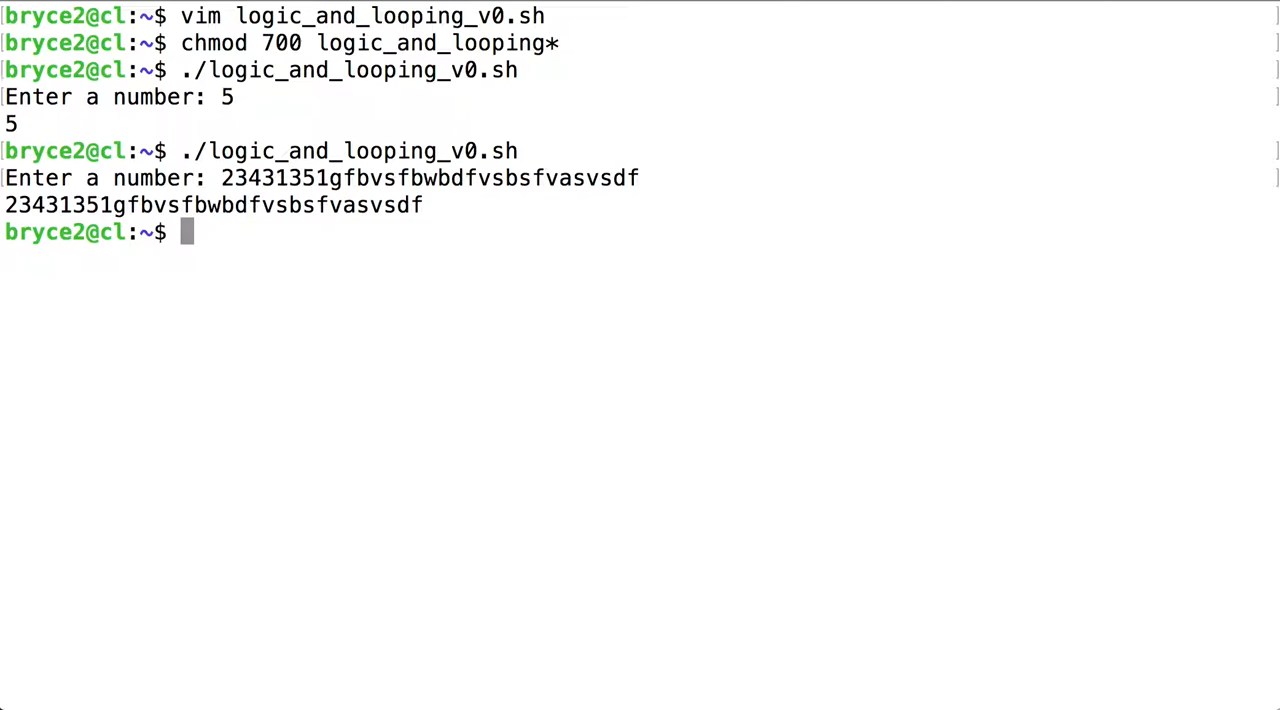 bryce2@cl:~$ vim logic_and_looping_v0.sh
bryce2@cl:~$ chmod 700 logic_and_looping*
bryce2@cl:~$ ./logic_and_looping_v0.sh
Enter a number: 5
5
bryce2@cl:~$ ./logic_and_looping_v0.sh
Enter a number: 23431351gfbvsfbwbdfvsbsfvasvsdf
23431351gfbvsfbwbdfvsbsfvasvsdf
bryce2@cl:~$